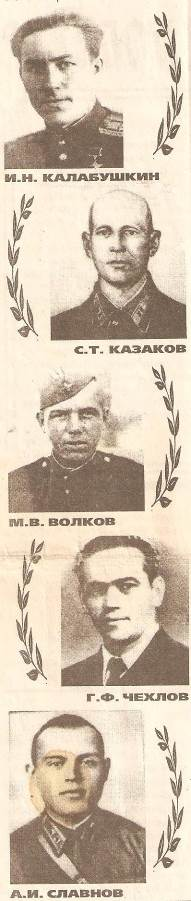 И.Н. КАЛАБУШКИН
С.Т. КАЗАКОВ
М.В. ВОЛКОВ
Г.Ф. ЧЕХЛОВ
А.И. СЛАВНОВ